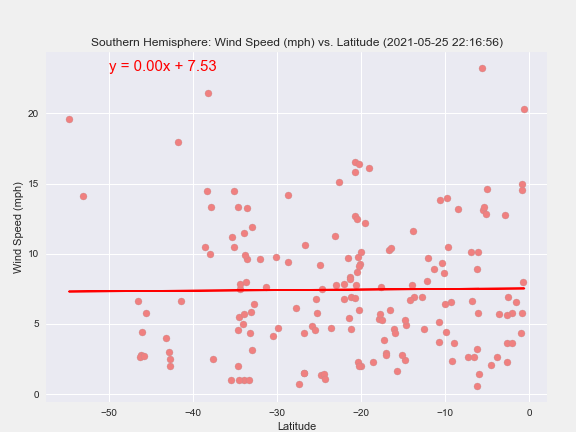 Southern Hemisphere: Wind Speed (mph) vs. Latitude (2021-05-25 22:16:56)
y = 0.00x + 7.53
20
15
10
5
0
Wind Speed (mph)
−50 −40 −30 −20 −10 0
Latitude